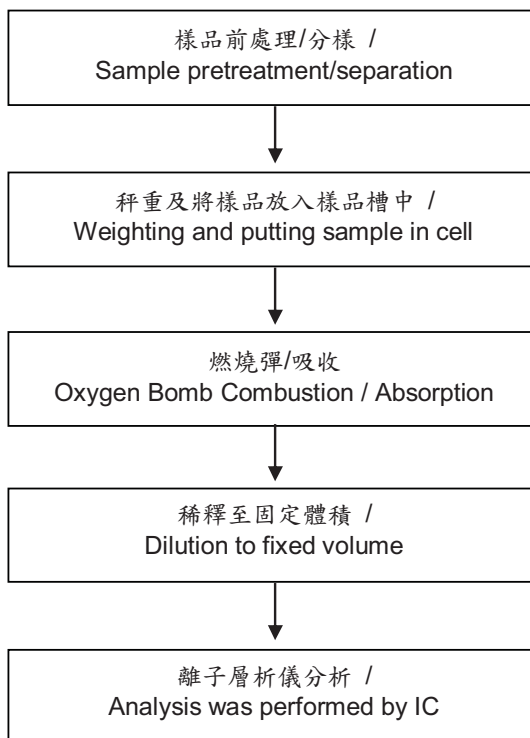 樣品前處理/分樣 /
Sample pretreatment/separation
秤重及將樣品放入樣品槽中 /
Weighting and putting sample in cell
燃燒彈/吸收
Oxygen Bomb Combustion / Absorption
稀釋至固定體積 /
Dilution to fixed volume
離子層析儀分析 /
Analysis was performed by IC